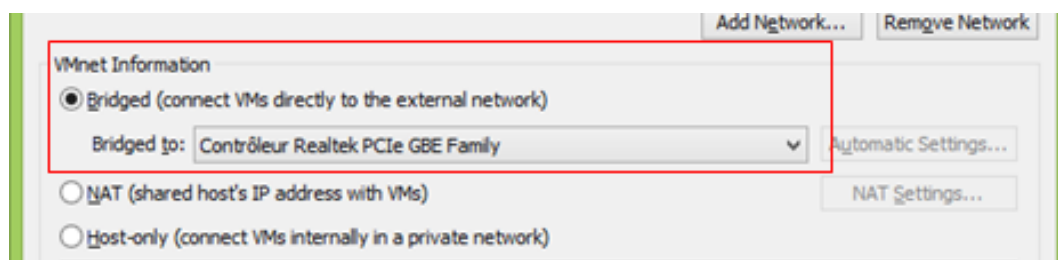 Add Network... Remove Network
VMnet Information
Bridged (connect VMs directly to the external network)
Bridged to: Contrôleur Realtek PCIe GBE Family Automatic Settings...
NAT (shared host's IP address with VMs) NAT Settings...
Host-only (connect VMs internally in a private network)